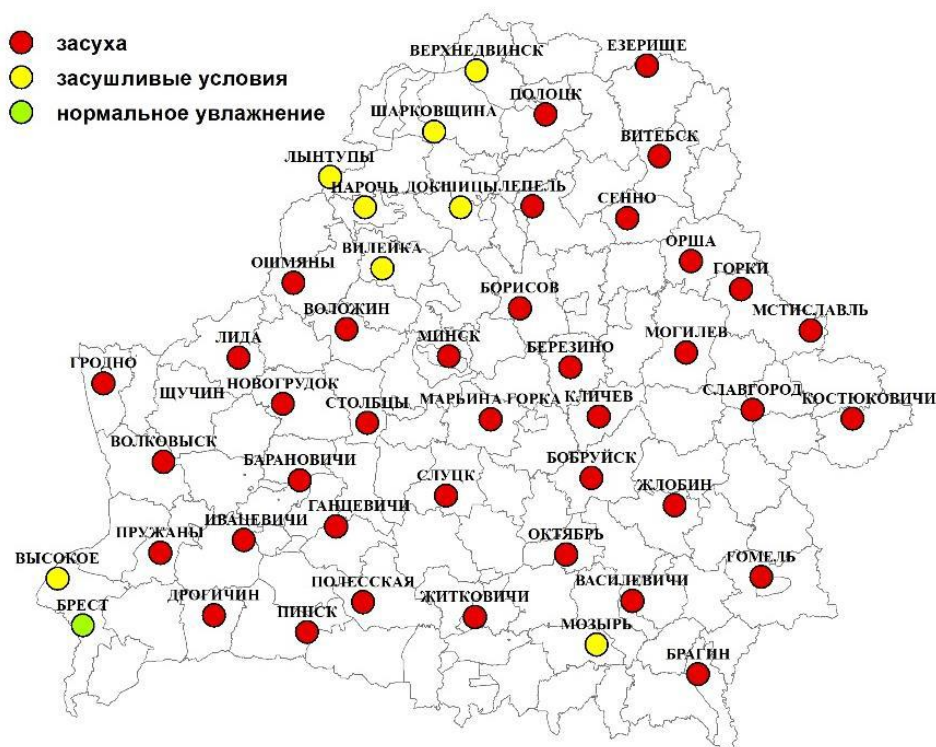 засуха
засушливые условия
нормальное увлажнение
ВЕРХНЕДВИНСК
ЕЗЕРИЩЕ
ПОЛОЦК
ШАРКОВЩИНА
ВИТЕБСК
ЛЫНТУПЫ
НАРОЧЬ
ДОКШИЦЫ
ЛЕПЕЛЬ
СЕННО
ОРША
ВИЛЕЙКА
ОШМЯНЫ
ГОРКИ
БОРИСОВ
МСТИСЛАВЛЬ
ВОЛОЖИН
ЛИДА
МИНСК
БЕРЕЗИНО
МОГИЛЕВ
ГРОДНО
ЩУЧИН
НОВОГРУДОК
СТОЛБЦЫ
МАРЬИНА ГОРКА
КЛИЧЕВ
СЛАВГОРОД
КОСТЮКОВИЧИ
ВОЛКОВЫСК
БАРАНОВИЧИ
СЛУЦК
БОБРУЙСК
ЖЛОБИН
ГАНЦЕВИЧИ
ИВАНЕВИЧИ
ПРУЖАНЫ
ОКТЯБРЬ
ГОМЕЛЬ
ВЫСОКОЕ
ПОЛЕССКАЯ
ВАСИЛЕВИЧИ
БРЕСТ
ДРОГИЧИН
ПИНСК
ЖИТКОВИЧИ
МОЗЫРЬ
БРАГИН